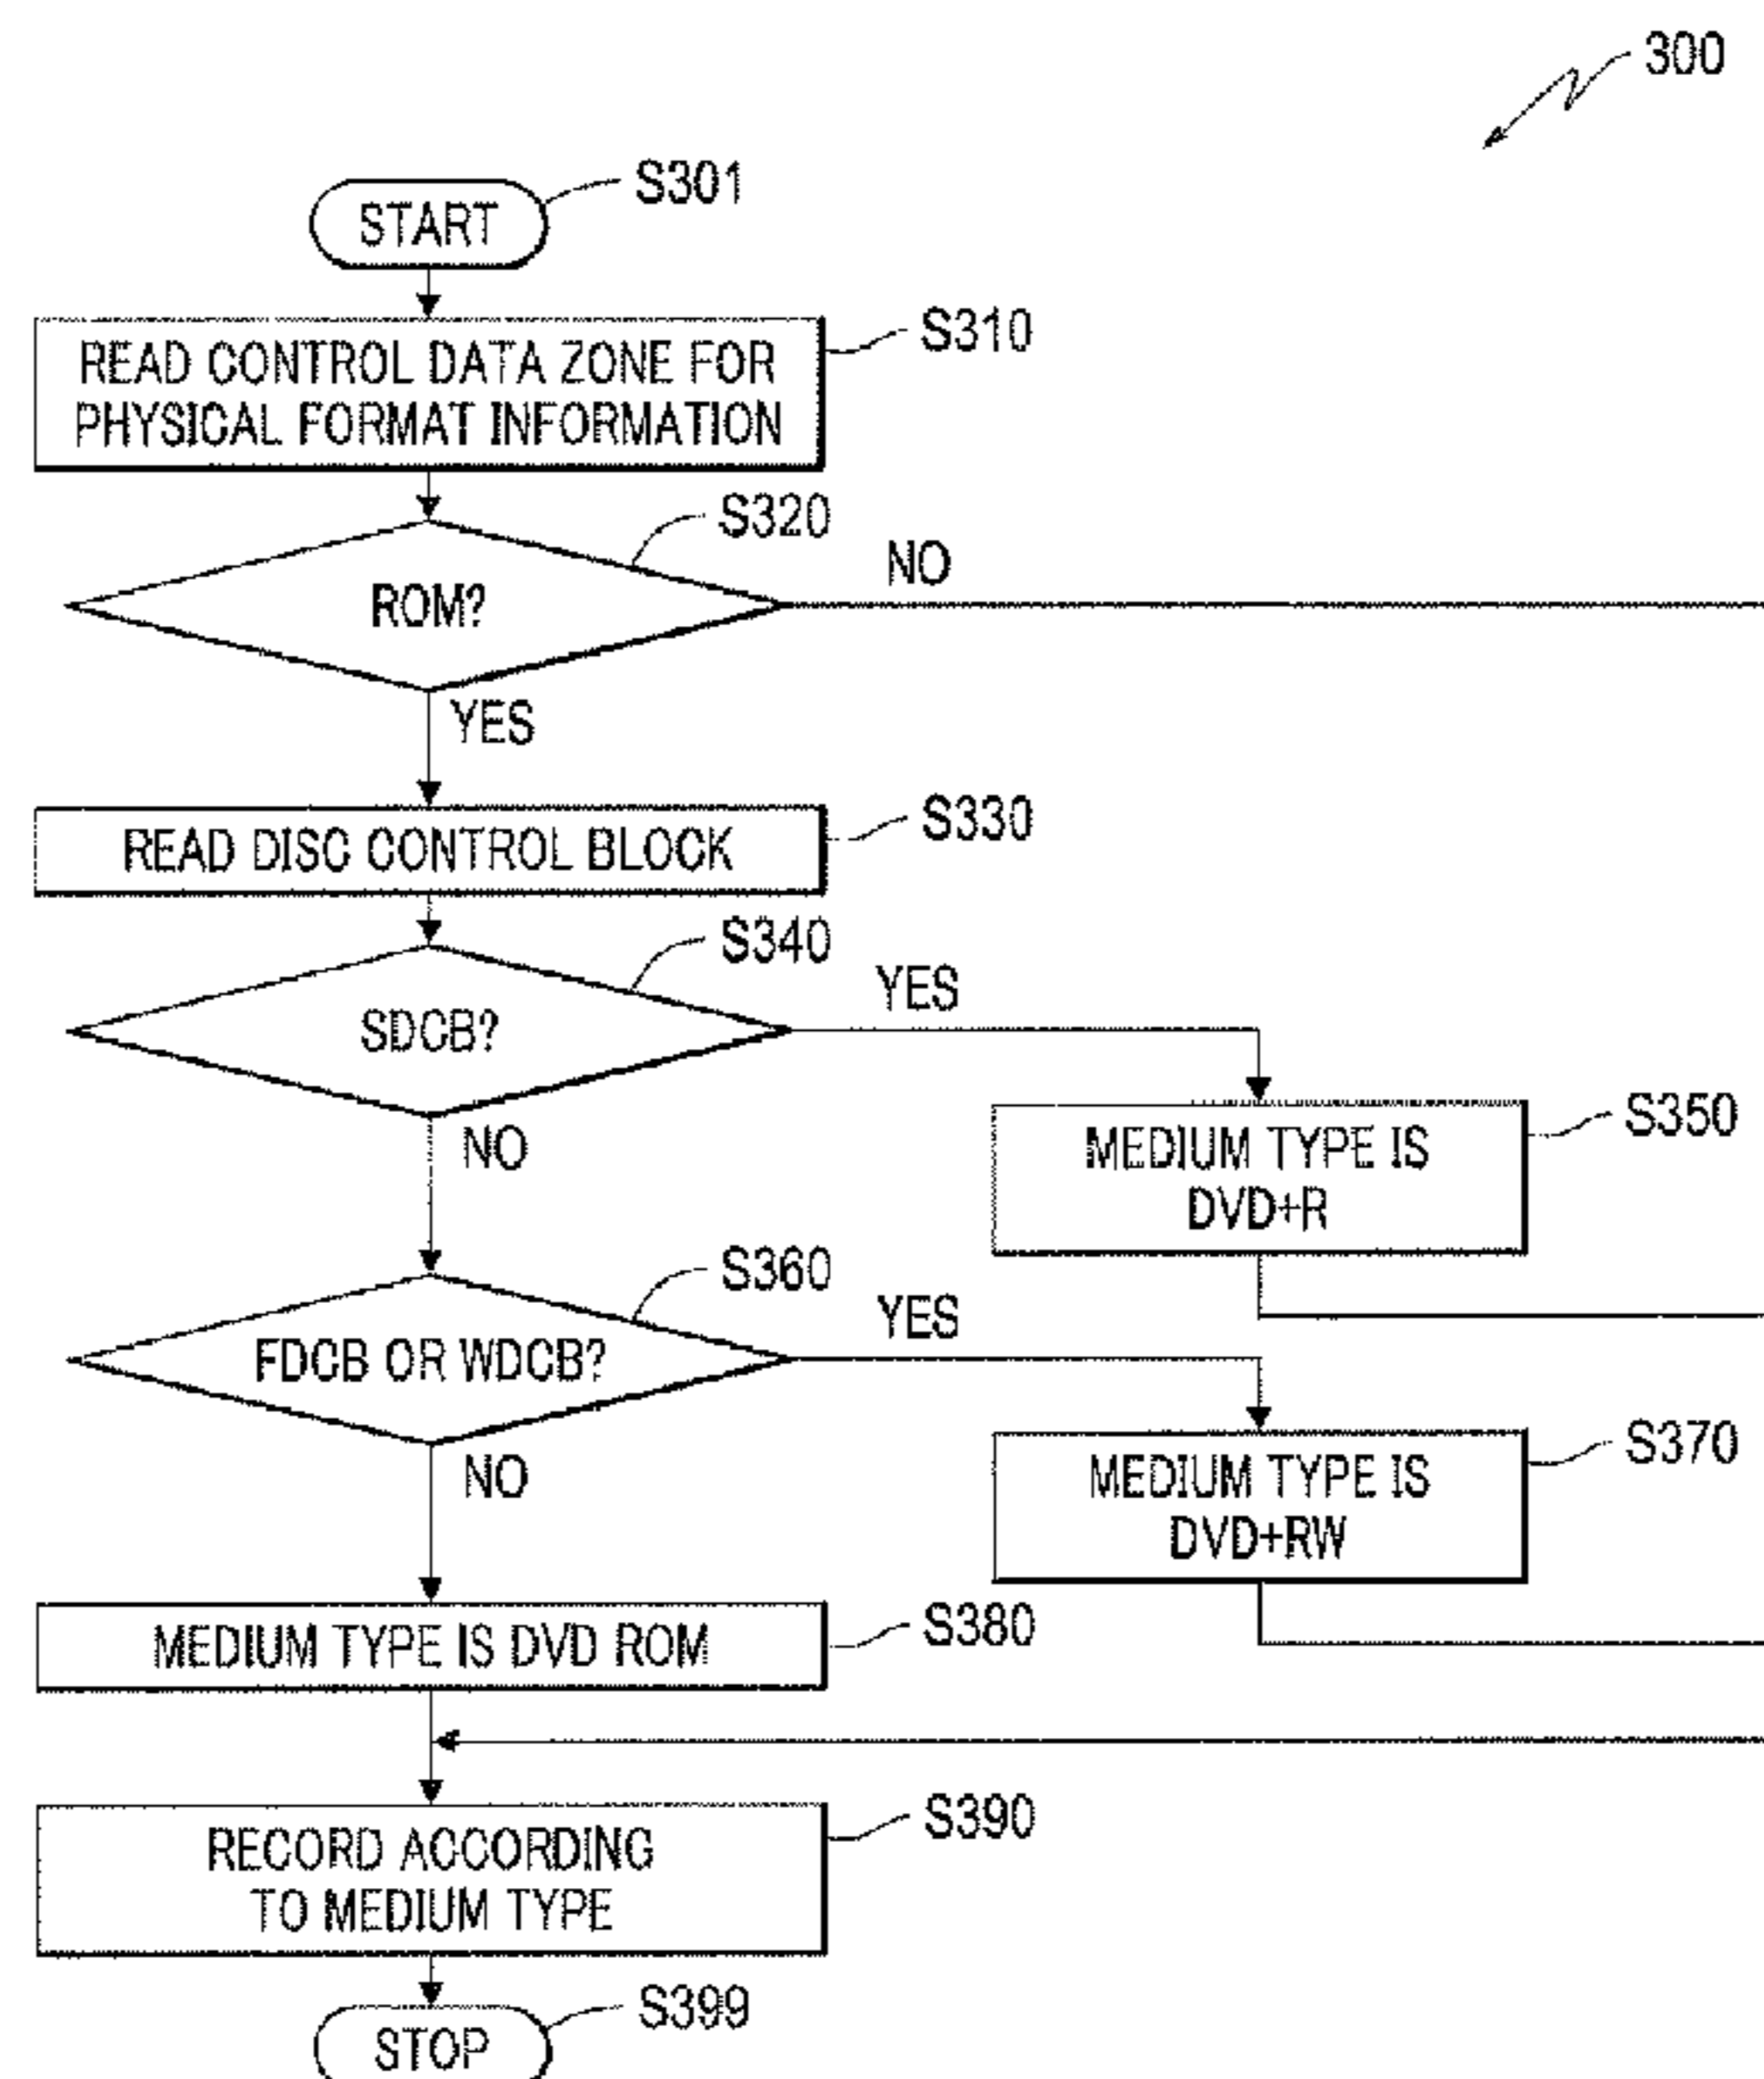 300
S301
START
S310
READ CONTROL DATA ZONE FOR
PHYSICAL FORMAT INFORMATION
S320
NO
ROM?
YES
S330
READ DISC CONTROL BLOCK
S340
YES
SDCB?
S350
NO
MEDIUM TYPE IS
DVD+R
S360
YES
FDCB OR WDCB?
S370
NO
MEDIUM TYPE IS
DVD+RW
S380
MEDIUM TYPE IS DVD ROM
S390
RECORD ACCORDING
TO MEDIUM TYPE
S399
STOP